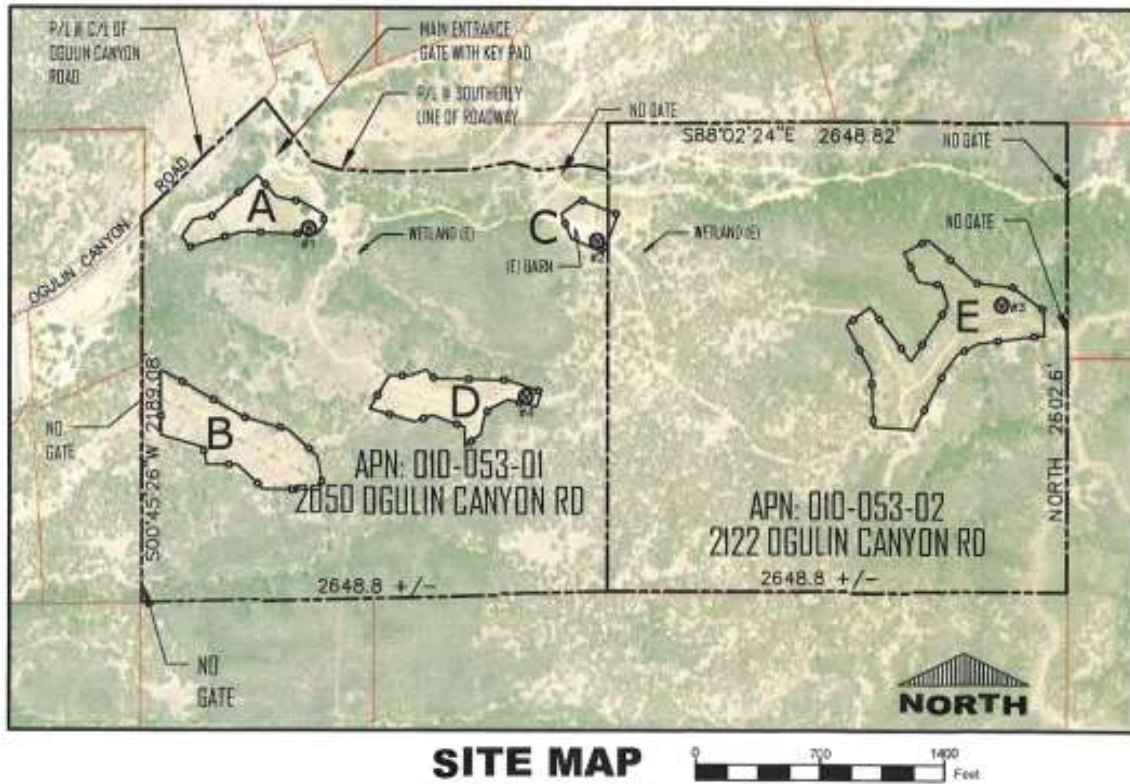 P/L @ C/L OF
OGULIN CANYON
ROAD
MAIN ENTRANCE
GATE WITH KEY PAD
P/L @ SOUTHERLY
LINE OF ROADWAY
NO GATE
S88°02'24"E 2648.82'
NO GATE
OGULIN CANYON ROAD
A
#1
WETLAND (E)
C
(E) BARN
WETLAND (E)
NO GATE
E
#3
B
D
#4
NO
GATE
S00°45'26"W 2189.08'
NORTH 2602.6'
APN: 010-053-01
2050 OGULIN CANYON RD
APN: 010-053-02
2122 OGULIN CANYON RD
2648.8 +/-
2648.8 +/-
NO
GATE
NORTH
SITE MAP
0 700 1400
Feet